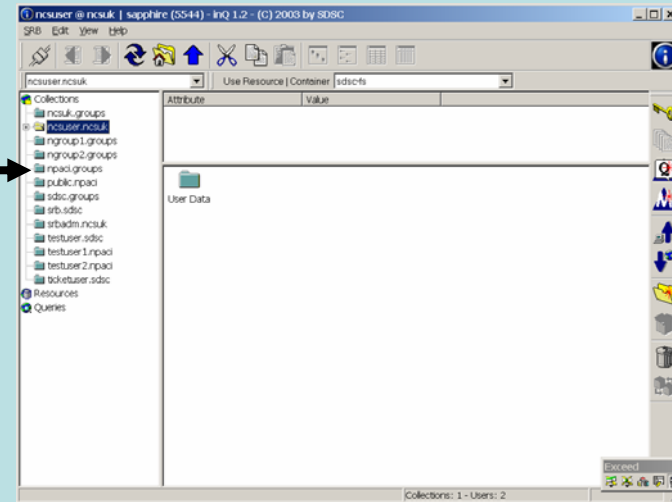 ncsuser @ ncsuk | sapphire (5544) - inQ 1.2 - (C) 2003 by SDSC
SRB Edit View Help
ncsuser.ncsuk Use Resource | Container sdsc-fs
Collections
ncsuk.groups
ncsuser.ncsuk
ngroup1.groups
ngroup2.groups
npaci.groups
public.npaci
sdsc.groups
srb.sdsc
srbadm.ncsuk
testuser.sdsc
testuser1.npaci
testuser2.npaci
ticketuser.sdsc
Resources
Queries
Attribute Value
User Data
Exceed
Collections: 1 - Users: 2